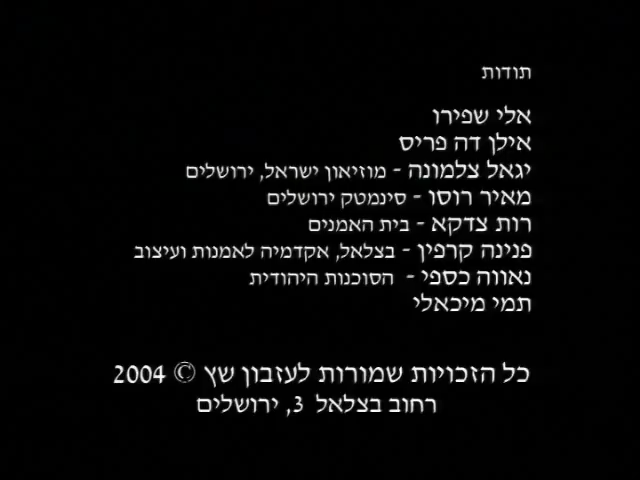 תודות
אלי שפירו
אילן דה פריס
יגאל צלמונה - מוזיאון ישראל, ירושלים
מאיר רוסו - סינמטק ירושלים
רות צדקא - בית האמנים
פנינה קרפין - בצלאל, אקדמיה לאמנות ועיצוב
נאווה כספי - הסוכנות היהודית
תמי מיכאלי
כל הזכויות שמורות לעזבון שץ © 2004
רחוב בצלאל 3, ירושלים